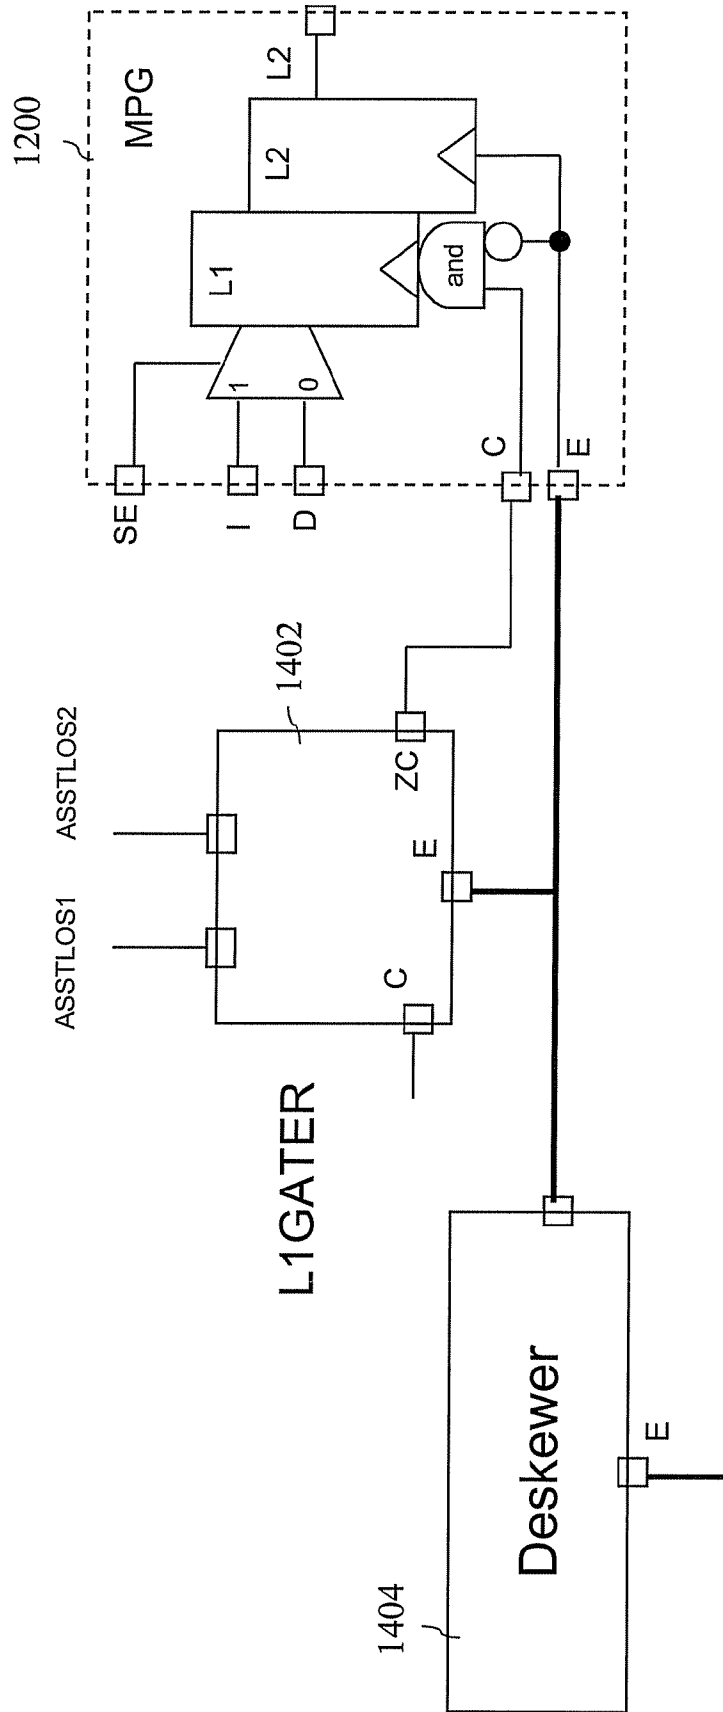 1200
MPG
L2
L2
L1
and
1
0
SE
I
D
C
E
ASSTLOS2
ASSTLOS1
1402
ZC
E
C
L1GATER
Deskewer
E
1404